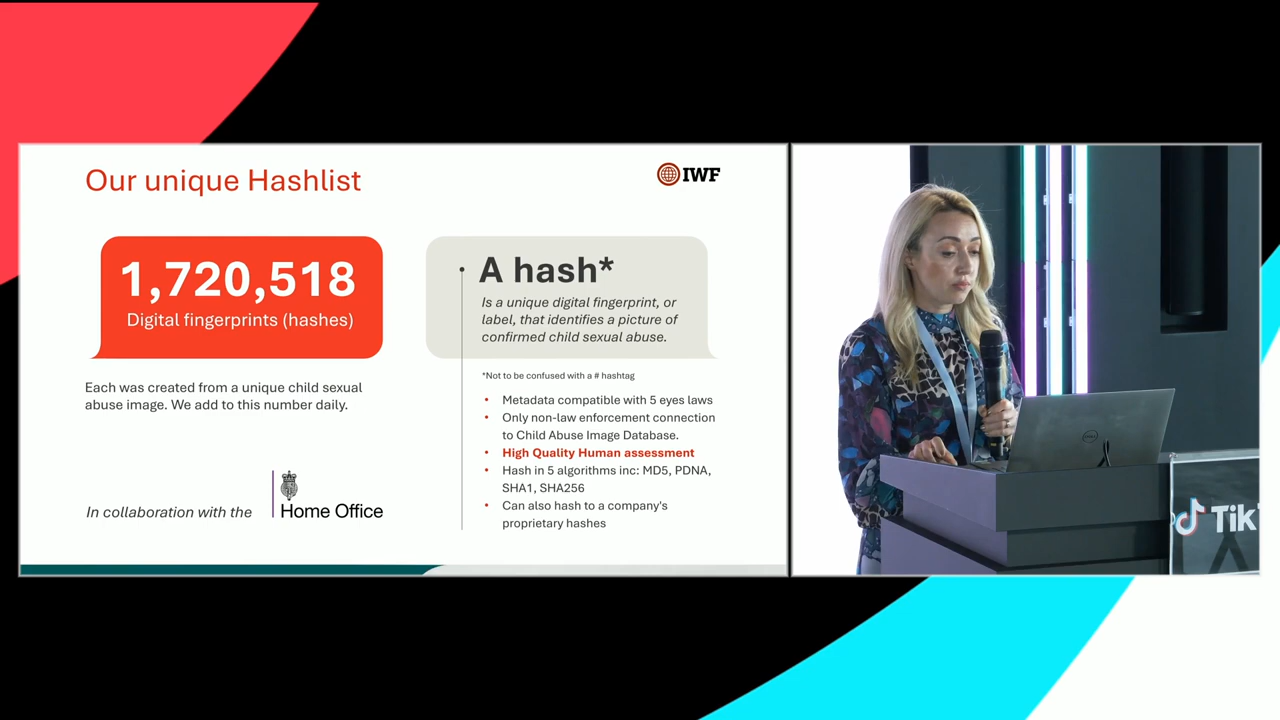 Our unique Hashlist
IWF
1,720,518
Digital fingerprints (hashes)
Each was created from a unique child sexual
abuse image. We add to this number daily.
In collaboration with the
Home Office
A hash*
Is a unique digital fingerprint, or
label, that identifies a picture of
confirmed child sexual abuse.
*Not to be confused with a # hashtag
• Metadata compatible with 5 eyes laws
• Only non-law enforcement connection
to Child Abuse Image Database.
• High Quality Human assessment
• Hash in 5 algorithms inc: MD5, PDNA,
SHA1, SHA256
• Can also hash to a company's
proprietary hashes
DELL
Tik